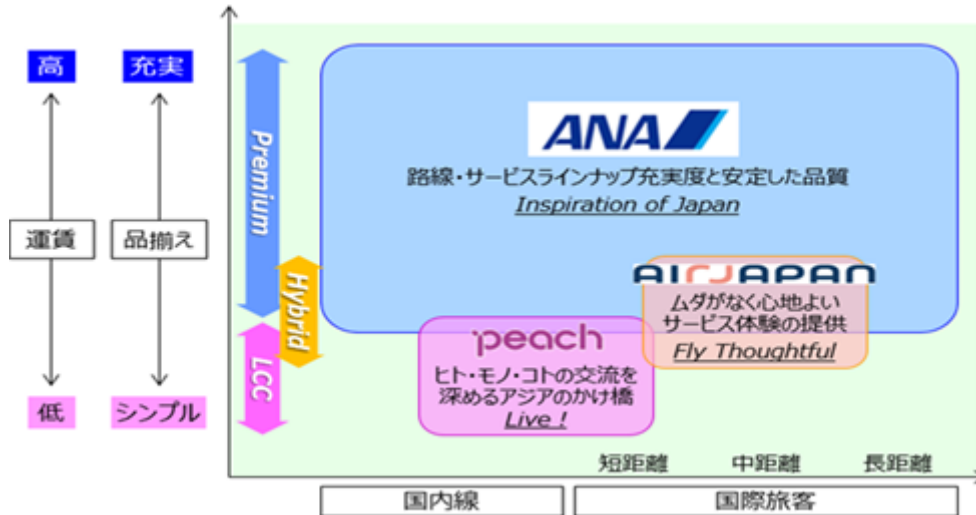 高
充実
運賃
品揃え
低
シンプル
Premium
Hybrid
LCC
ANA
路線・サービスラインナップ充実度と安定した品質
Inspiration of Japan
AIRJAPAN
ムダがなく心地よい
サービス体験の提供
Fly Thoughtful
peach
ヒト・モノ・コトの交流を
深めるアジアのかけ橋
Live !
短距離
中距離
長距離
国内線
国際旅客